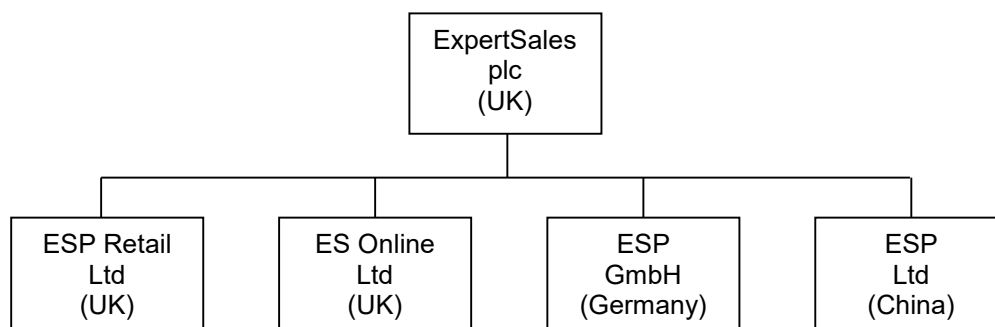 ExpertSales
plc
(UK)
ESP Retail
Ltd
(UK)
ES Online
Ltd
(UK)
ESP
GmbH
(Germany)
ESP
Ltd
(China)